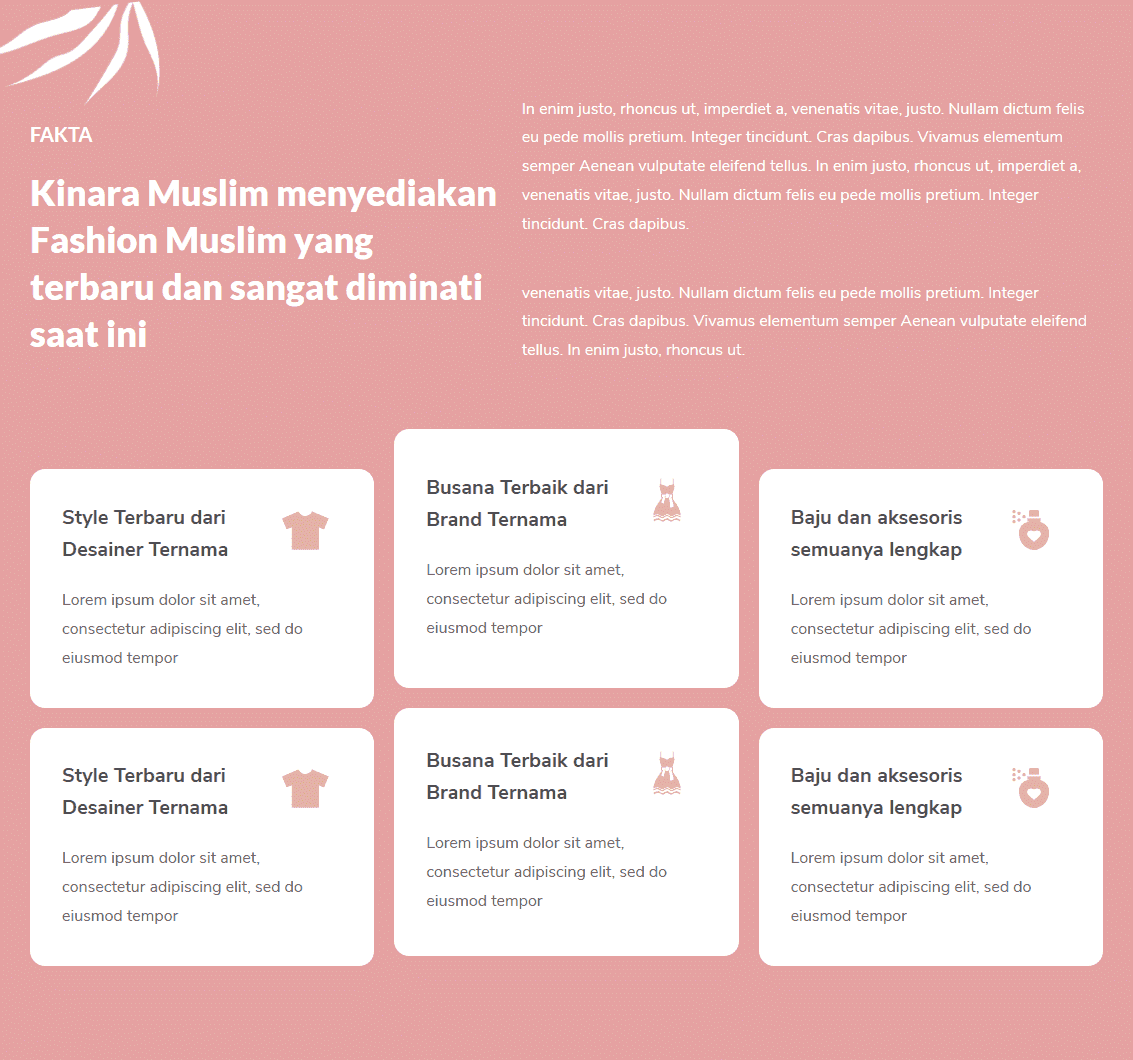 FAKTA
Kinara Muslim menyediakan
Fashion Muslim yang
terbaru dan sangat diminati
saat ini
In enim justo, rhoncus ut, imperdiet a, venenatis vitae, justo. Nullam dictum felis
eu pede mollis pretium. Integer tincidunt. Cras dapibus. Vivamus elementum
semper Aenean vulputate eleifend tellus. In enim justo, rhoncus ut, imperdiet a,
venenatis vitae, justo. Nullam dictum felis eu pede mollis pretium. Integer
tincidunt. Cras dapibus.
venenatis vitae, justo. Nullam dictum felis eu pede mollis pretium. Integer
tincidunt. Cras dapibus. Vivamus elementum semper Aenean vulputate eleifend
tellus. In enim justo, rhoncus ut.
Style Terbaru dari
Desainer Ternama
Lorem ipsum dolor sit amet,
consectetur adipiscing elit, sed do
eiusmod tempor
Busana Terbaik dari
Brand Ternama
Lorem ipsum dolor sit amet,
consectetur adipiscing elit, sed do
eiusmod tempor
Baju dan aksesoris
semuanya lengkap
Lorem ipsum dolor sit amet,
consectetur adipiscing elit, sed do
eiusmod tempor
Style Terbaru dari
Desainer Ternama
Lorem ipsum dolor sit amet,
consectetur adipiscing elit, sed do
eiusmod tempor
Busana Terbaik dari
Brand Ternama
Lorem ipsum dolor sit amet,
consectetur adipiscing elit, sed do
eiusmod tempor
Baju dan aksesoris
semuanya lengkap
Lorem ipsum dolor sit amet,
consectetur adipiscing elit, sed do
eiusmod tempor